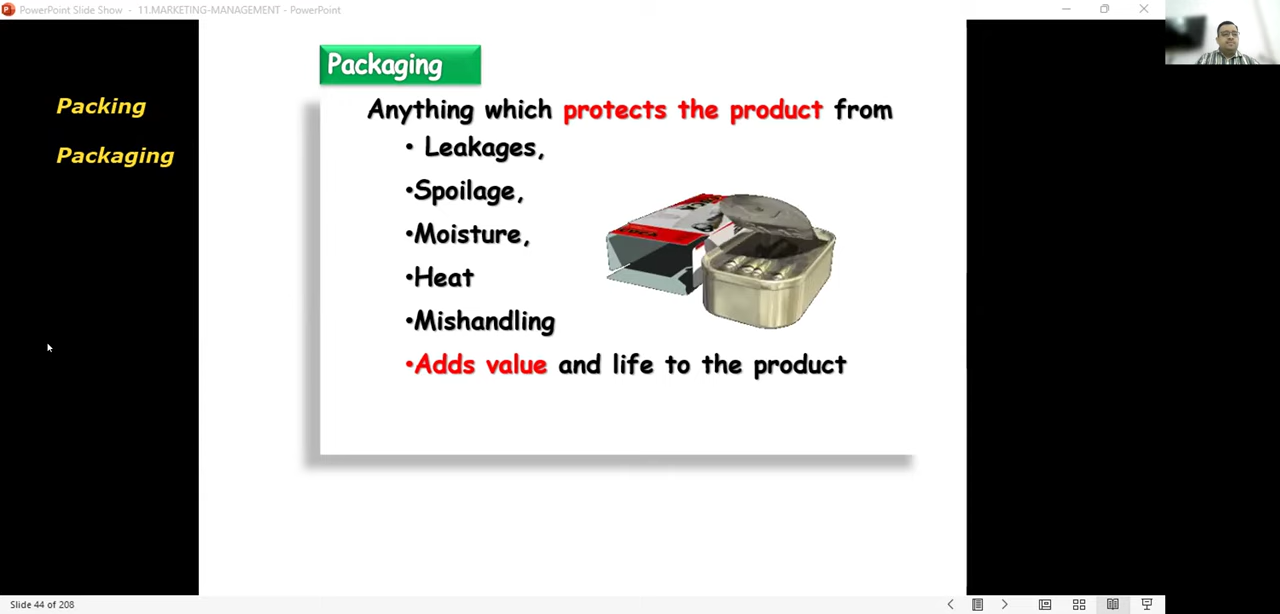 PowerPoint Slide Show - 11.MARKETING-MANAGEMENT - PowerPoint
Packing
Packaging
Packaging
Anything which protects the product from
• Leakages,
•Spoilage,
•Moisture,
•Heat
•Mishandling
•Adds value and life to the product
Slide 44 of 208